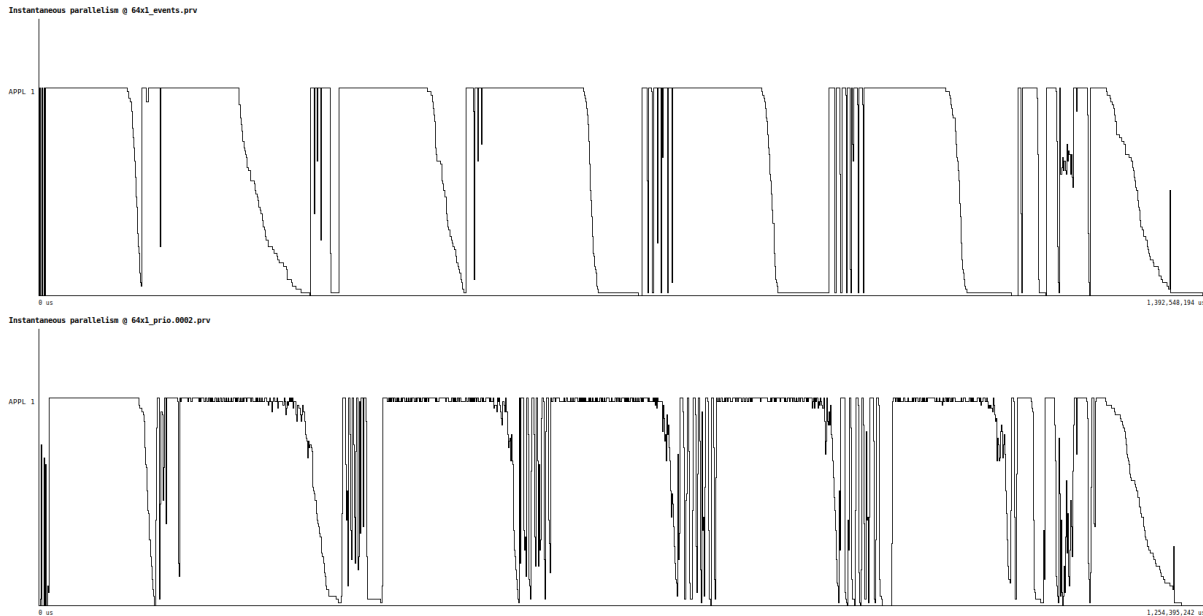 Instantaneous parallelism @ 64x1_events.prv
APPL 1
0 us
1,392,548,194 us
Instantaneous parallelism @ 64x1_prio.0002.prv
APPL 1
0 us
1,254,395,242 us